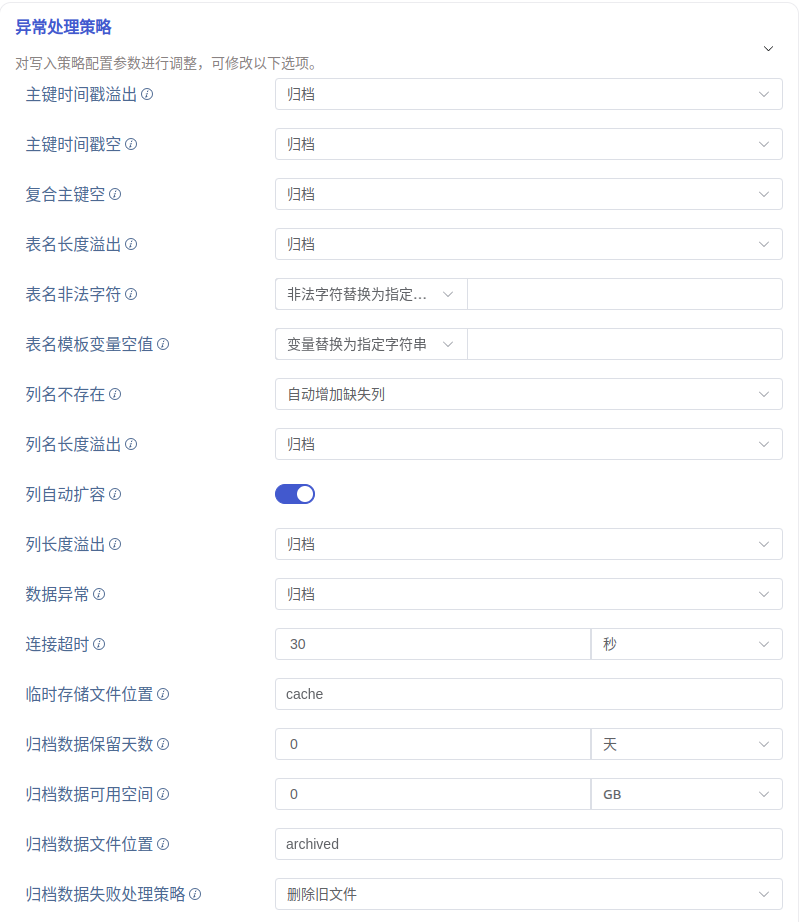 异常处理策略
对写入策略配置参数进行调整，可修改以下选项。
主键时间戳溢出 归档
主键时间戳空 归档
复合主键空 归档
表名长度溢出 归档
表名非法字符 非法字符替换为指定...
表名模板变量空值 变量替换为指定字符串
列名不存在 自动增加缺失列
列名长度溢出 归档
列自动扩容
列长度溢出 归档
数据异常 归档
连接超时 30 秒
临时存储文件位置 cache
归档数据保留天数 0 天
归档数据可用空间 0 GB
归档数据文件位置 archived
归档数据失败处理策略 删除旧文件